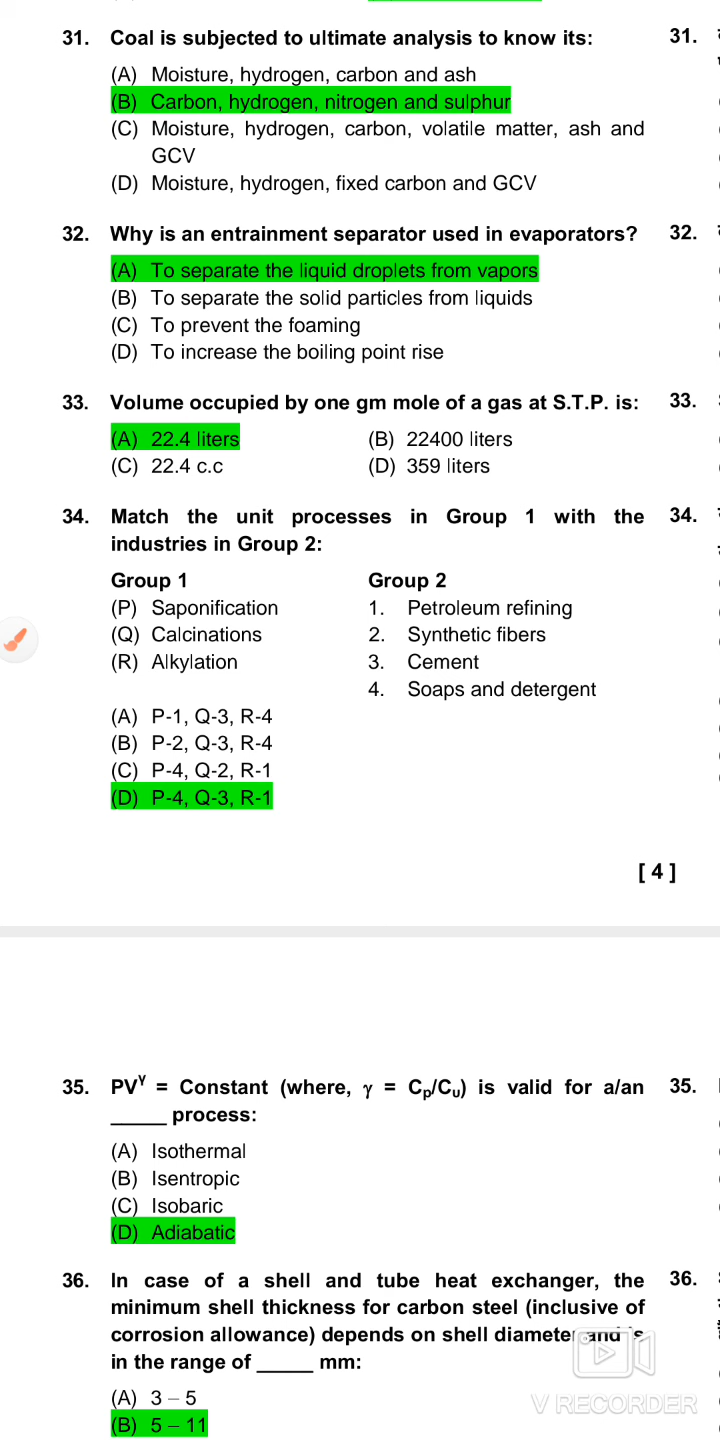 31. Coal is subjected to ultimate analysis to know its: 31.
(A) Moisture, hydrogen, carbon and ash
(B) Carbon, hydrogen, nitrogen and sulphur
(C) Moisture, hydrogen, carbon, volatile matter, ash and
GCV
(D) Moisture, hydrogen, fixed carbon and GCV
32. Why is an entrainment separator used in evaporators? 32.
(A) To separate the liquid droplets from vapors
(B) To separate the solid particles from liquids
(C) To prevent the foaming
(D) To increase the boiling point rise
33. Volume occupied by one gm mole of a gas at S.T.P. is: 33.
(A) 22.4 liters (B) 22400 liters
(C) 22.4 c.c (D) 359 liters
34. Match the unit processes in Group 1 with the 34.
industries in Group 2:
Group 1 Group 2
(P) Saponification 1. Petroleum refining
(Q) Calcinations 2. Synthetic fibers
(R) Alkylation 3. Cement
4. Soaps and detergent
(A) P-1, Q-3, R-4
(B) P-2, Q-3, R-4
(C) P-4, Q-2, R-1
(D) P-4, Q-3, R-1
[ 4 ]
35. PV^γ = Constant (where, γ = Cp/Cu) is valid for a/an 35.
_____ process:
(A) Isothermal
(B) Isentropic
(C) Isobaric
(D) Adiabatic
36. In case of a shell and tube heat exchanger, the 36.
minimum shell thickness for carbon steel (inclusive of
corrosion allowance) depends on shell diameter and is
in the range of _____ mm:
(A) 3 – 5
(B) 5 – 11
V RECORDER